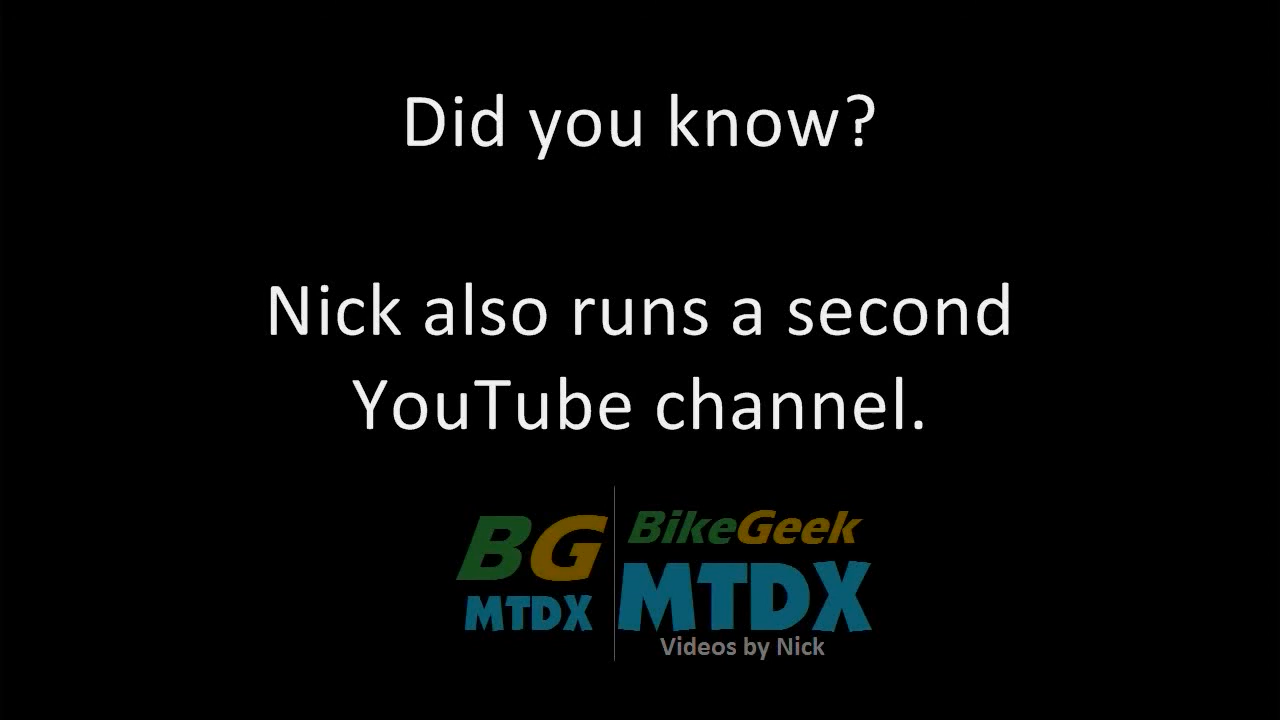 Did you know?
Nick also runs a second
YouTube channel.
BG
MTDX
BikeGeek
MTDX
Videos by Nick